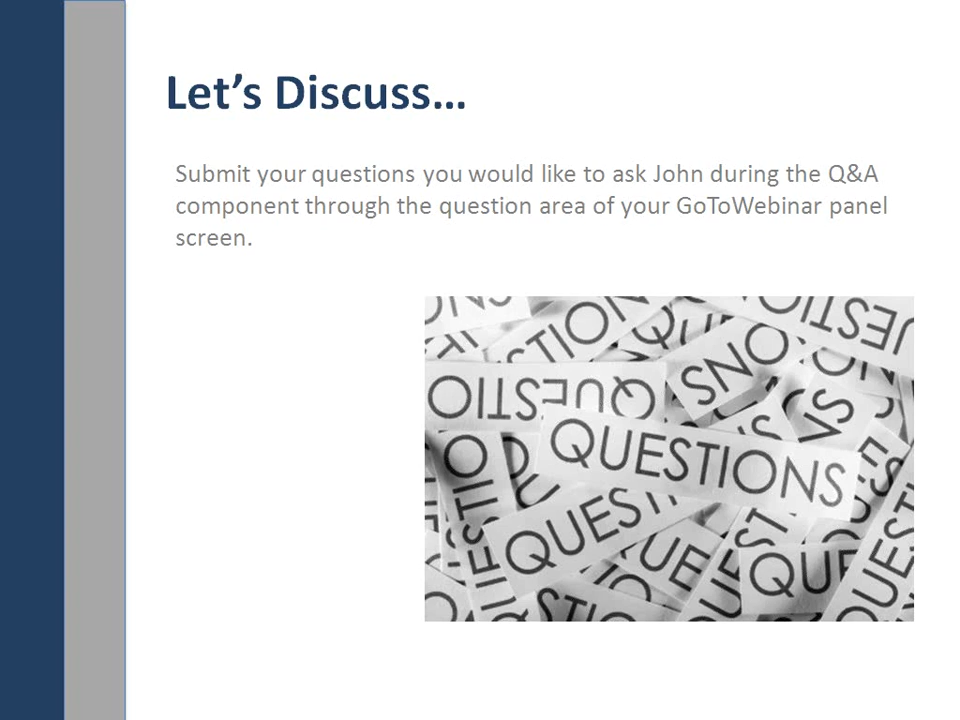 Let's Discuss...
Submit your questions you would like to ask John during the Q&A
component through the question area of your GoToWebinar panel
screen.
QUESTIONS